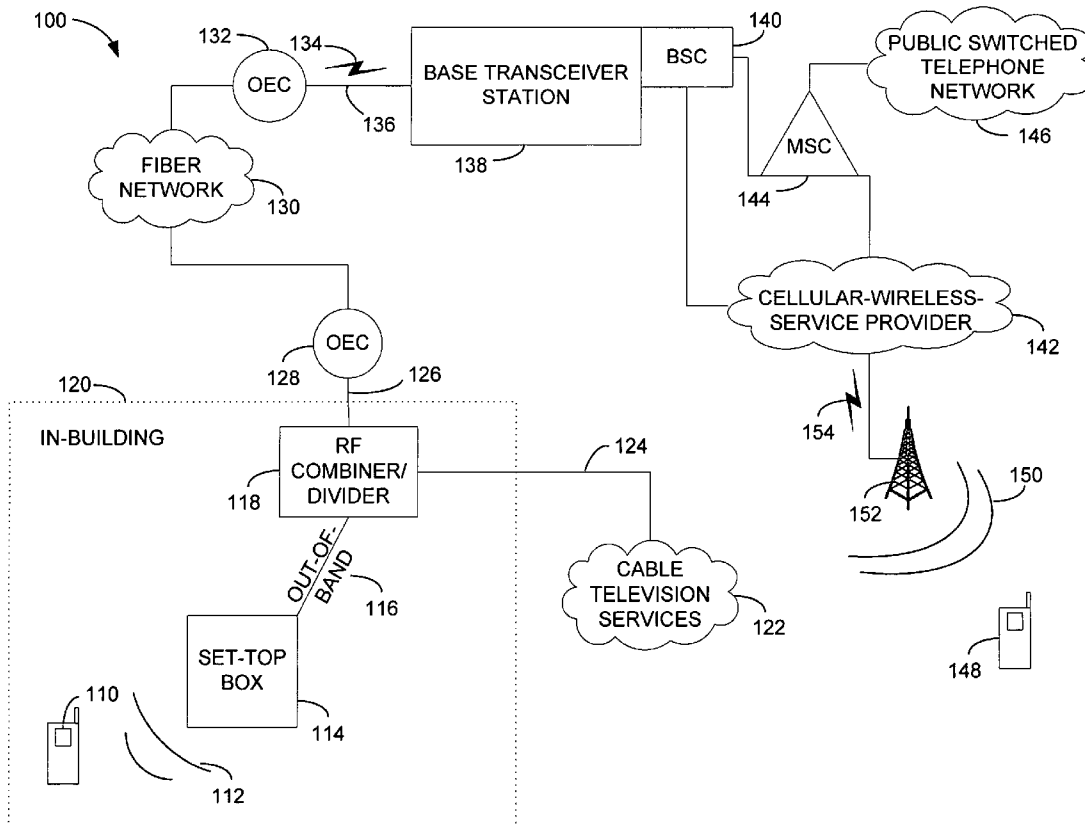 100
132
OEC
134
136
BASE TRANSCEIVER
STATION
138
BSC
140
PUBLIC SWITCHED
TELEPHONE
NETWORK
146
MSC
144
FIBER
NETWORK
130
CELLULAR-WIRELESS-
SERVICE PROVIDER
142
OEC
128
126
120
IN-BUILDING
RF
COMBINER/
DIVIDER
118
124
154
152
150
OUT-OF-
BAND
116
CABLE
TELEVISION
SERVICES
122
SET-TOP
BOX
114
148
110
112